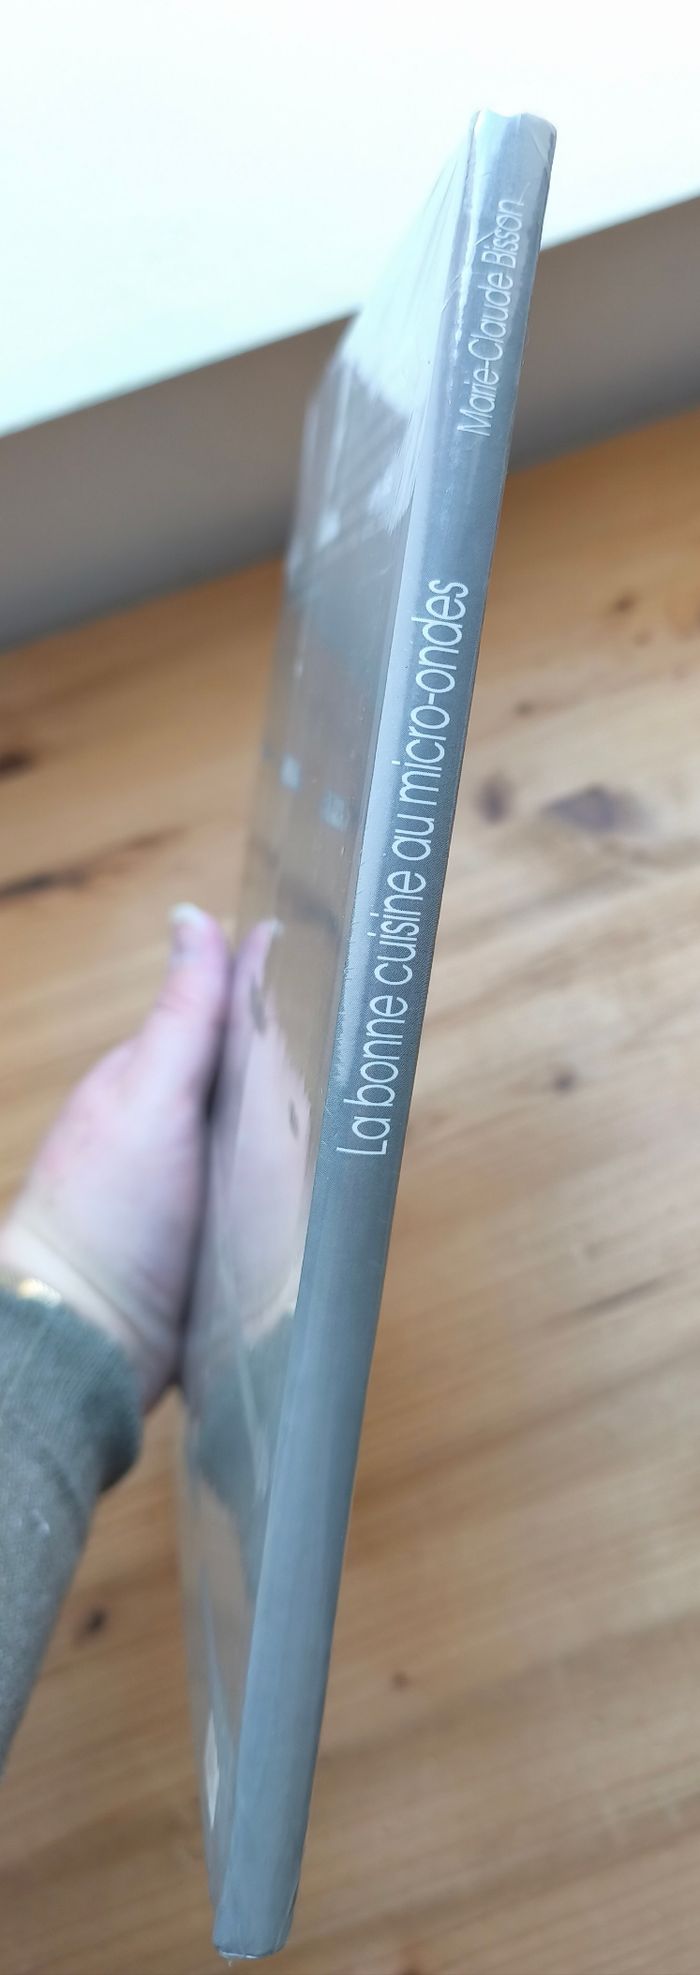 La bonne cuisine au micro-ondes
Marie-Claude Bisson